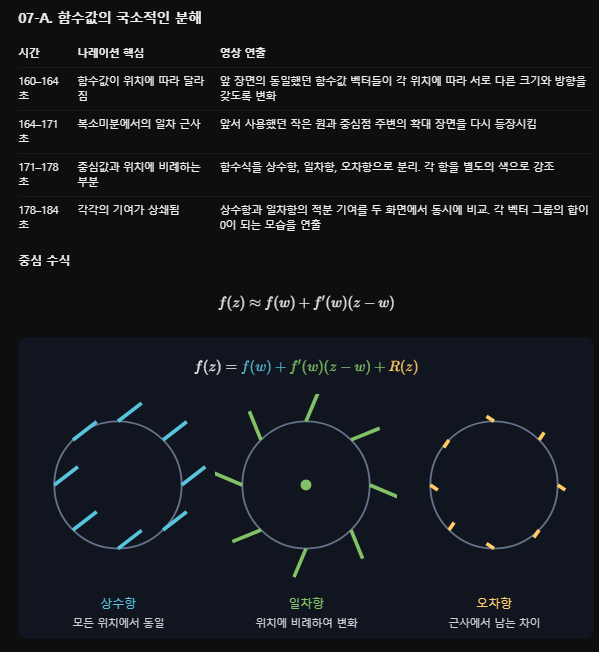 07-A. 함수값의 국소적인 분해
시간 나레이션 핵심 영상 연출
160–164초 함수값이 위치에 따라 달라짐 앞 장면의 동일했던 함수값 벡터들이 각 위치에 따라 서로 다른 크기와 방향을 갖도록 변화
164–171초 복소미분에서의 일차 근사 앞서 사용했던 작은 원과 중심점 주변의 확대 장면을 다시 등장시킴
171–178초 중심값과 위치에 비례하는 부분 함수식을 상수항, 일차항, 오차항으로 분리. 각 항을 별도의 색으로 강조
178–184초 각각의 기여가 상쇄됨 상수항과 일차항의 적분 기여를 두 화면에서 동시에 비교. 각 벡터 그룹의 합이 0이 되는 모습을 연출
중심 수식
f(z) ≈ f(w) + f′(w)(z − w)
f(z) = f(w) + f′(w)(z − w) + R(z)
상수항 일차항 오차항
모든 위치에서 동일 위치에 비례하여 변화 근사에서 남는 차이